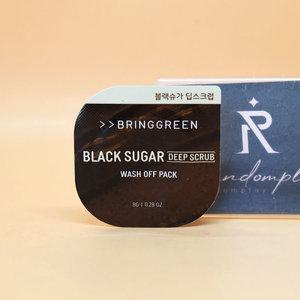 블랙슈가 딥스크럽
>>BRINGGREEN
BLACK SUGAR DEEP SCRUB
WASH OFF PACK
8G | 0.28 OZ